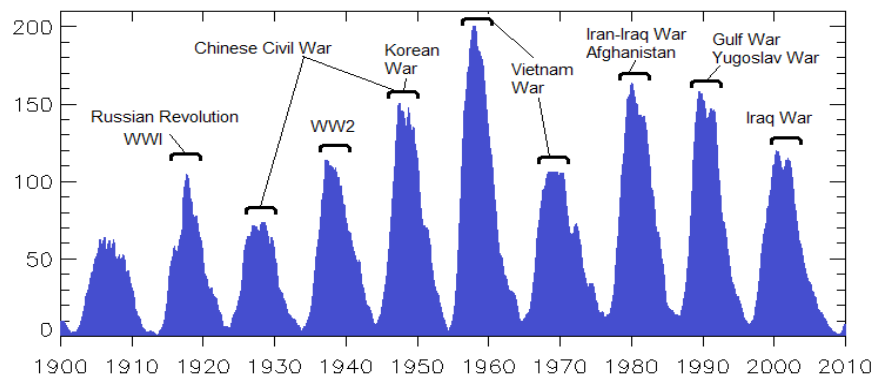 200
150
100
50
0
Russian Revolution
WWI
Chinese Civil War
WW2
Korean
War
Vietnam
War
Iran-Iraq War
Afghanistan
Gulf War
Yugoslav War
Iraq War
1900 1910 1920 1930 1940 1950 1960 1970 1980 1990 2000 2010